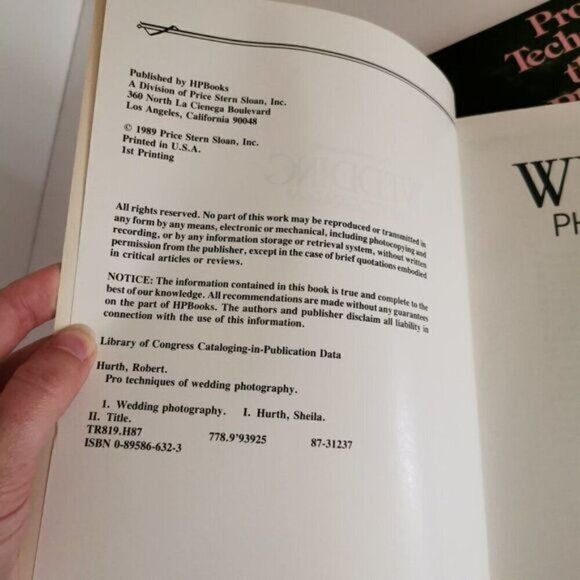 Published by HPBooks
A Division of Price Stern Sloan, Inc.
360 North La Cienega Boulevard
Los Angeles, California 90048
© 1989 Price Stern Sloan, Inc.
Printed in U.S.A.
1st Printing
All rights reserved. No part of this work may be reproduced or transmitted in
any form by any means, electronic or mechanical, including photocopying and
recording, or by any information storage or retrieval system, without written
permission from the publisher, except in the case of brief quotations embodied
in critical articles or reviews.
NOTICE: The information contained in this book is true and complete to the
best of our knowledge. All recommendations are made without any guarantees
on the part of HPBooks. The authors and publisher disclaim all liability in
connection with the use of this information.
Library of Congress Cataloging-in-Publication Data
Hurth, Robert.
Pro techniques of wedding photography.
1. Wedding photography. I. Hurth, Sheila.
II. Title.
TR819.H87 778.9'93925 87-31237
ISBN 0-89586-632-3
Pro
Tech
W
PH